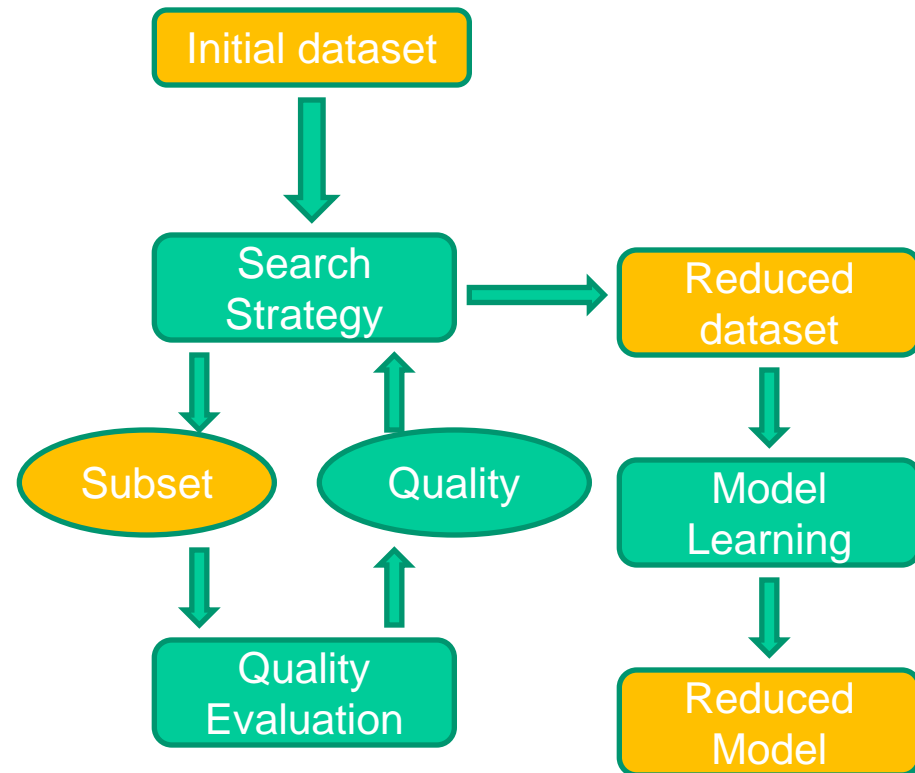 Initial dataset
Search
Strategy
Reduced
dataset
Subset
Quality
Model
Learning
Quality
Evaluation
Reduced
Model